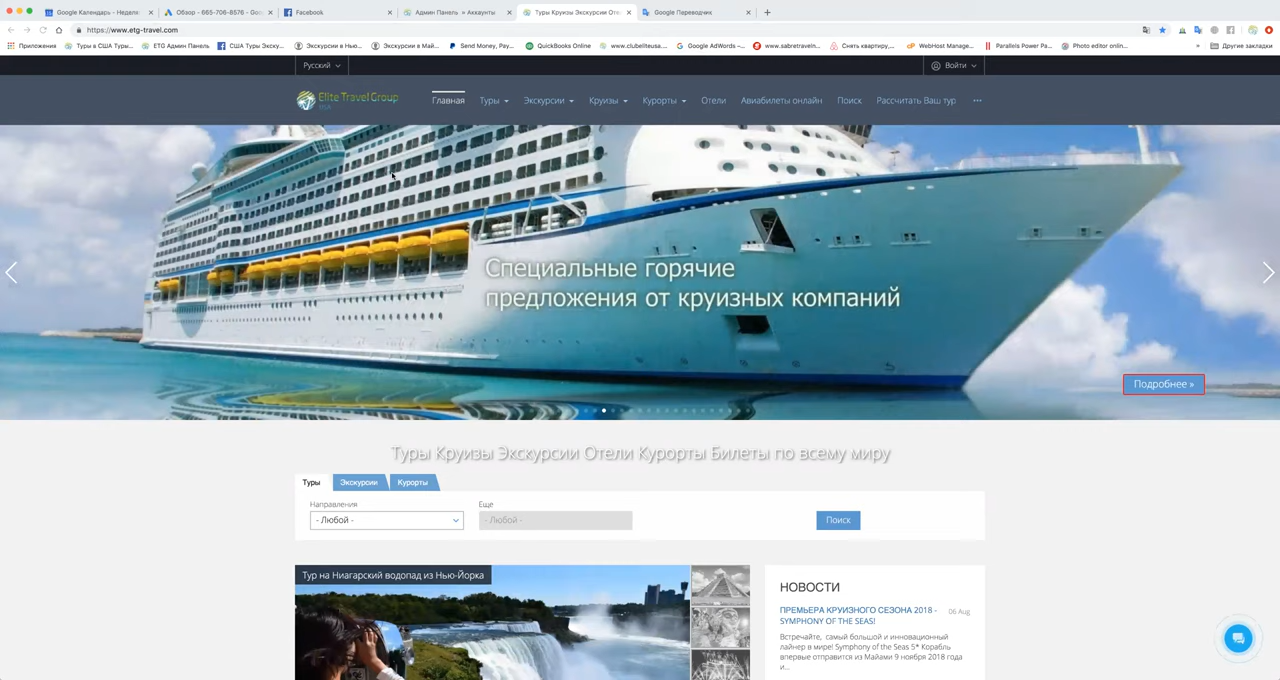 Google Календарь - Неделя
Обзор - 665-708-8576 - Goo
Facebook
Админ Панель » Аккаунты
Туры Круизы Экскурсии Оте
Google Переводчик
https://www.etg-travel.com
Приложения
Туры в США Туры...
ETG Админ Панель
США Туры Экску...
Экскурсии в Нью...
Экскурсии в Май...
Send Money, Pay...
QuickBooks Online
www.clubeliteusa...
Google AdWords –...
www.sabretraveln...
Снять квартиру,...
WebHost Manage...
Parallels Power Pa...
Photo editor onlin...
»
Другие закладки
Русский
Войти
Elite Travel Group
USA
Главная
Туры
Экскурсии
Круизы
Курорты
Отели
Авиабилеты онлайн
Поиск
Рассчитать Ваш тур
Специальные горячие
предложения от круизных компаний
Подробнее »
Туры Круизы Экскурсии Отели Курорты Билеты по всему миру
Туры
Экскурсии
Курорты
Направления
Еще
- Любой -
- Любой -
Поиск
Тур на Ниагарский водопад из Нью-Йорка
НОВОСТИ
ПРЕМЬЕРА КРУИЗНОГО СЕЗОНА 2018 -
06 Aug
SYMPHONY OF THE SEAS!
Встречайте, самый большой и инновационный
лайнер в мире! Symphony of the Seas 5* Корабль
впервые отправится из Майами 9 ноября 2018 года
и...